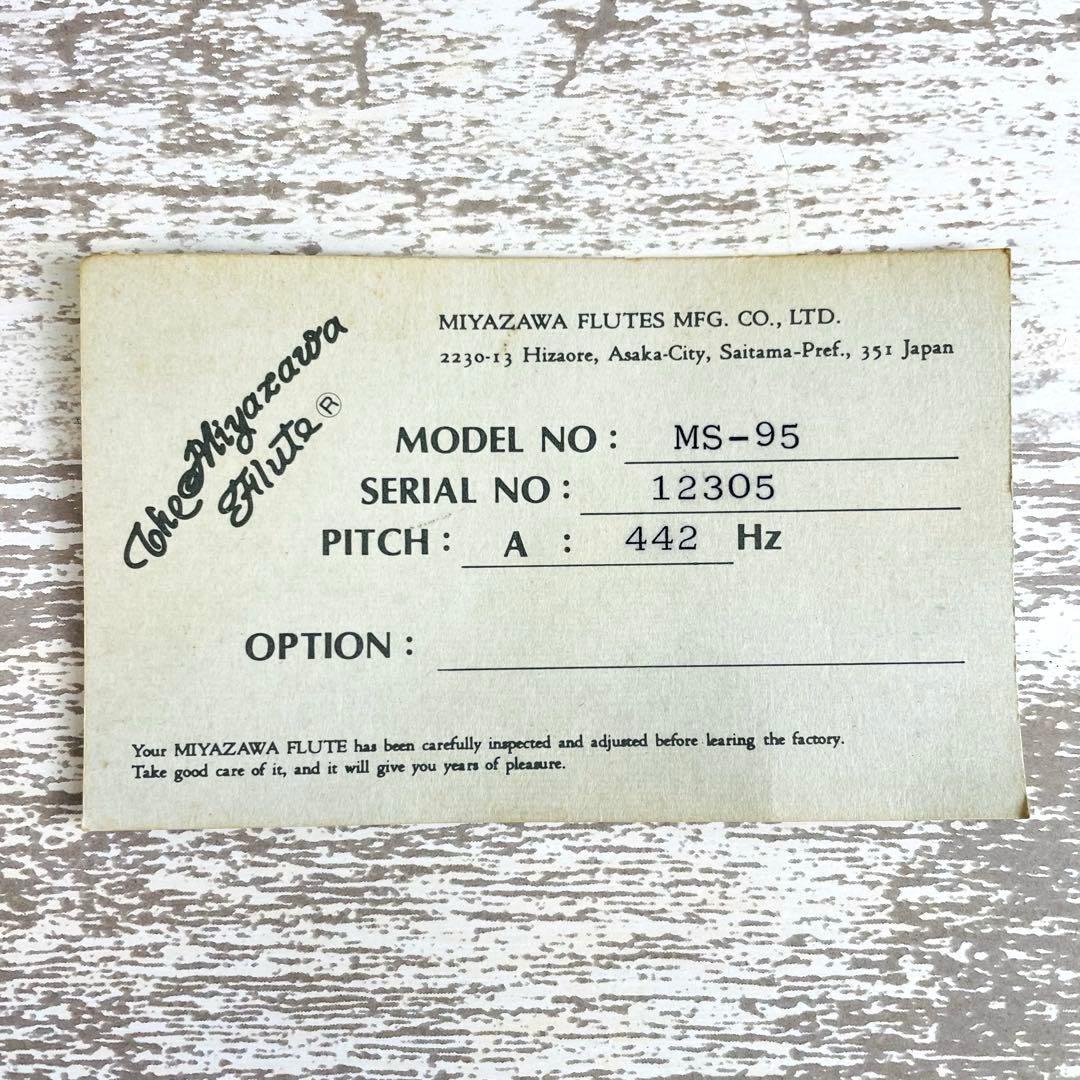 The Miyazawa
Flute®
MIYAZAWA FLUTES MFG. CO., LTD.
2230-13 Hizaore, Asaka-City, Saitama-Pref., 351 Japan
MODEL NO : MS-95
SERIAL NO : 12305
PITCH : A : 442 Hz
OPTION :
Your MIYAZAWA FLUTE has been carefully inspected and adjusted before learing the factory.
Take good care of it, and it will give you years of pleasure.